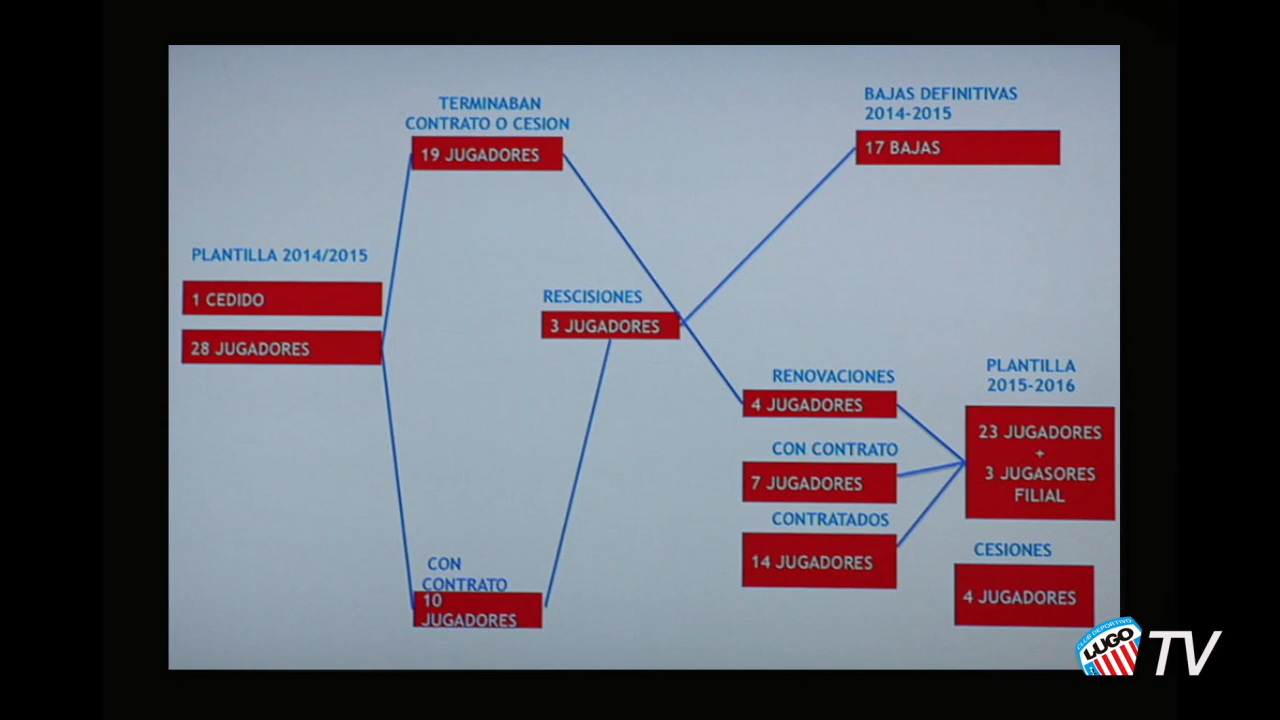 PLANTILLA 2014/2015
1 CEDIDO
28 JUGADORES
TERMINABAN
CONTRATO O CESION
19 JUGADORES
CON
CONTRATO
10
JUGADORES
RESCISIONES
3 JUGADORES
BAJAS DEFINITIVAS
2014-2015
17 BAJAS
RENOVACIONES
4 JUGADORES
CON CONTRATO
7 JUGADORES
CONTRATADOS
14 JUGADORES
PLANTILLA
2015-2016
23 JUGADORES
+
3 JUGASORES
FILIAL
CESIONES
4 JUGADORES
CLUB DEPORTIVO
LUGO
TV